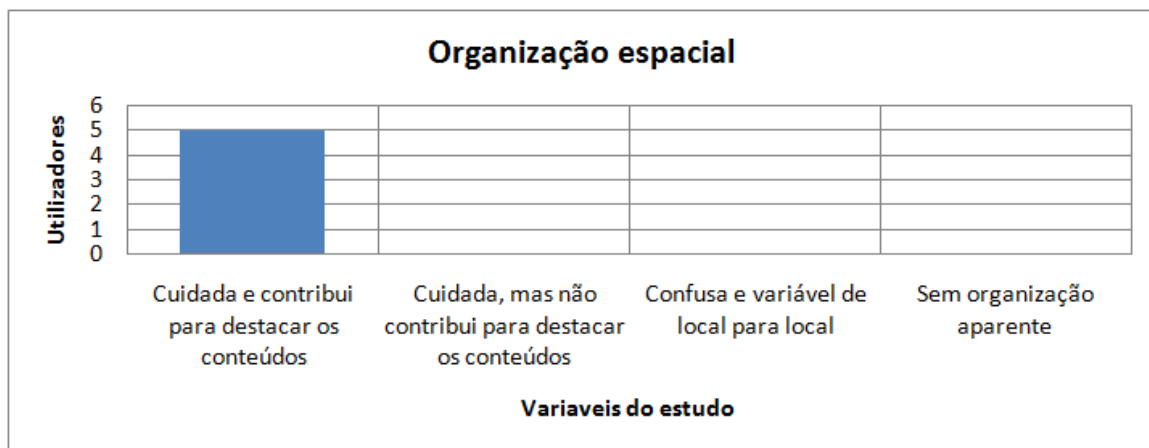 Organização espacial
Utilizadores
6
5
4
3
2
1
0
Cuidada e contribui
para destacar os
conteúdos
Cuidada, mas não
contribui para destacar
os conteúdos
Confusa e variável de
local para local
Sem organização
aparente
Variaveis do estudo